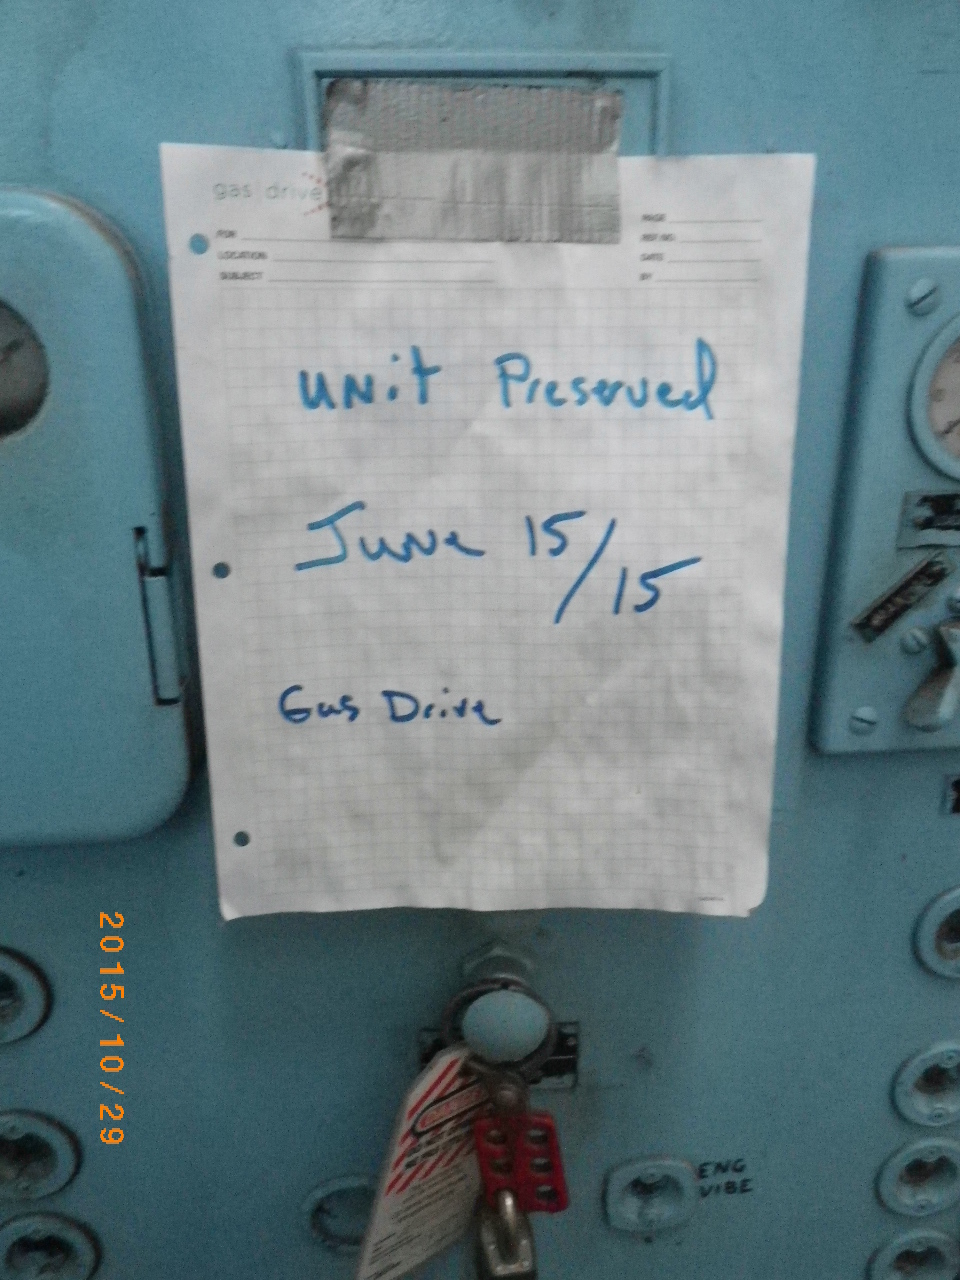 gas drive
FOR
LOCATION
SUBJECT
PAGE
REF NO.
DATE
BY
UNit Preserved
June 15/15
Gas Drive
2015/10/29
ENG
VIBE